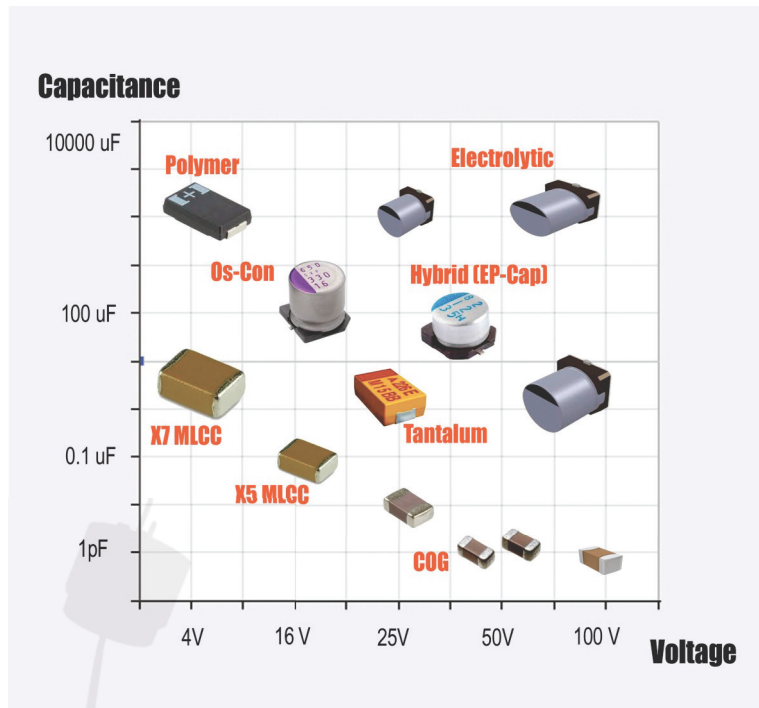 Capacitance
10000 uF
Polymer
Electrolytic
Os-Con
Hybrid (EP-Cap)
100 uF
X7 MLCC
Tantalum
0.1 uF
X5 MLCC
1pF
COG
4V
16 V
25V
50V
100 V
Voltage